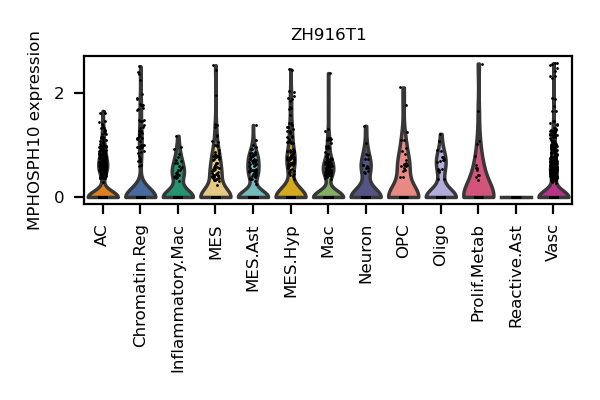 ZH916T1
MPHOSPH10 expression
2
0
AC
Chromatin.Reg
Inflammatory.Mac
MES
MES.Ast
MES.Hyp
Mac
Neuron
OPC
Oligo
Prolif.Metab
Reactive.Ast
Vasc